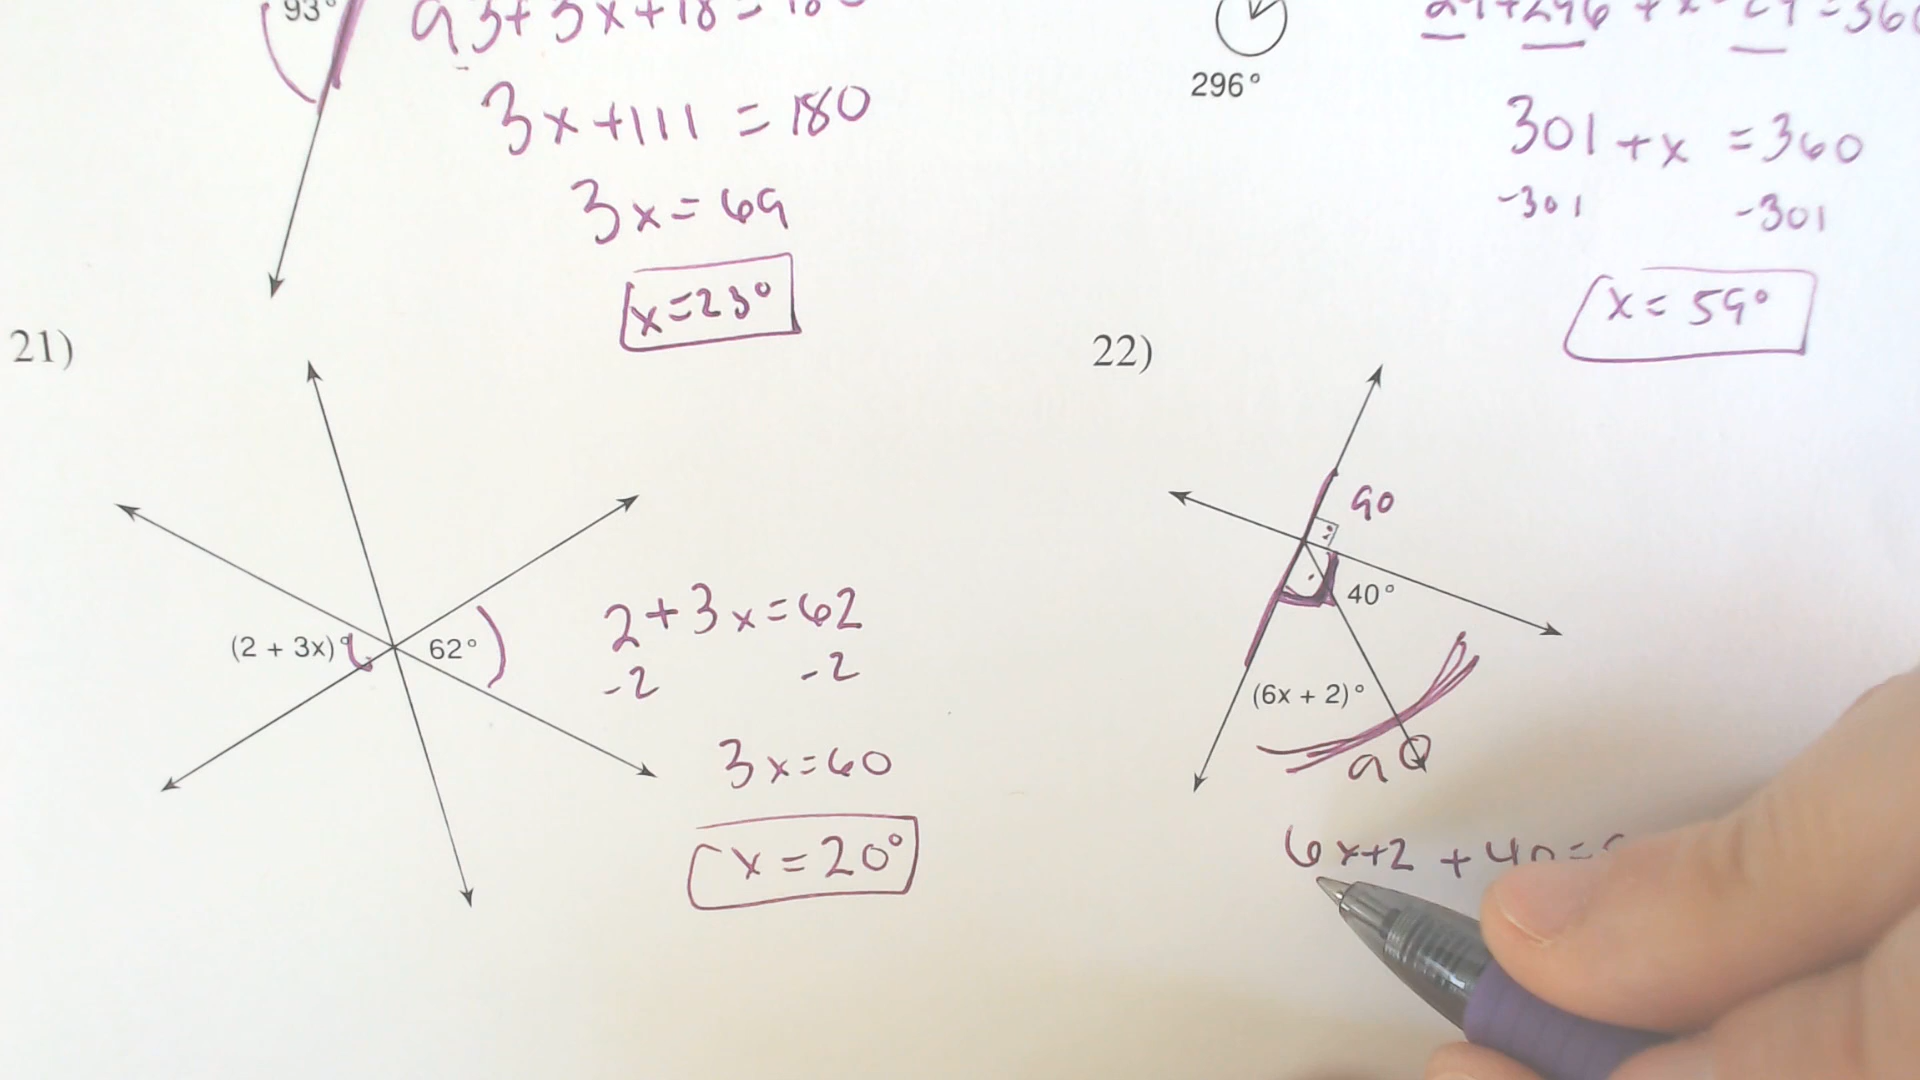 93°
93+3x+18=180
3x+111=180
3x=69
x=23°
296°
301+x=360
-301 -301
x=59°
21)
(2 + 3x)°
62°
2+3x=62
-2 -2
3x=60
x=20°
22)
90
40°
(6x + 2)°
90
6x+2+40=